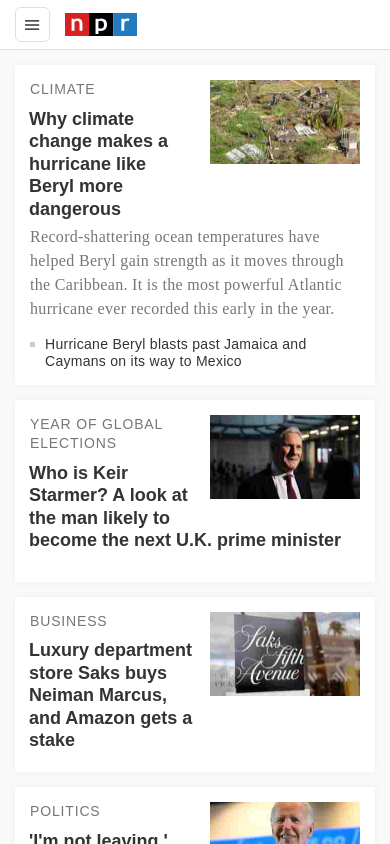 npr
CLIMATE
Why climate
change makes a
hurricane like
Beryl more
dangerous
Record-shattering ocean temperatures have
helped Beryl gain strength as it moves through
the Caribbean. It is the most powerful Atlantic
hurricane ever recorded this early in the year.
Hurricane Beryl blasts past Jamaica and
Caymans on its way to Mexico
YEAR OF GLOBAL
ELECTIONS
Who is Keir
Starmer? A look at
the man likely to
become the next U.K. prime minister
BUSINESS
Luxury department
store Saks buys
Neiman Marcus,
and Amazon gets a
stake
Saks
fifth
Avenue
POLITICS
'I'm not leaving,'